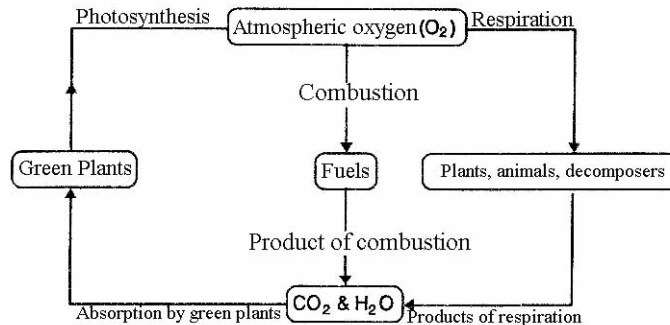 Photosynthesis
Atmospheric oxygen(O₂)
Respiration
Combustion
Green Plants
Fuels
Plants, animals, decomposers
Product of combustion
CO₂ & H₂O
Absorption by green plants
Products of respiration